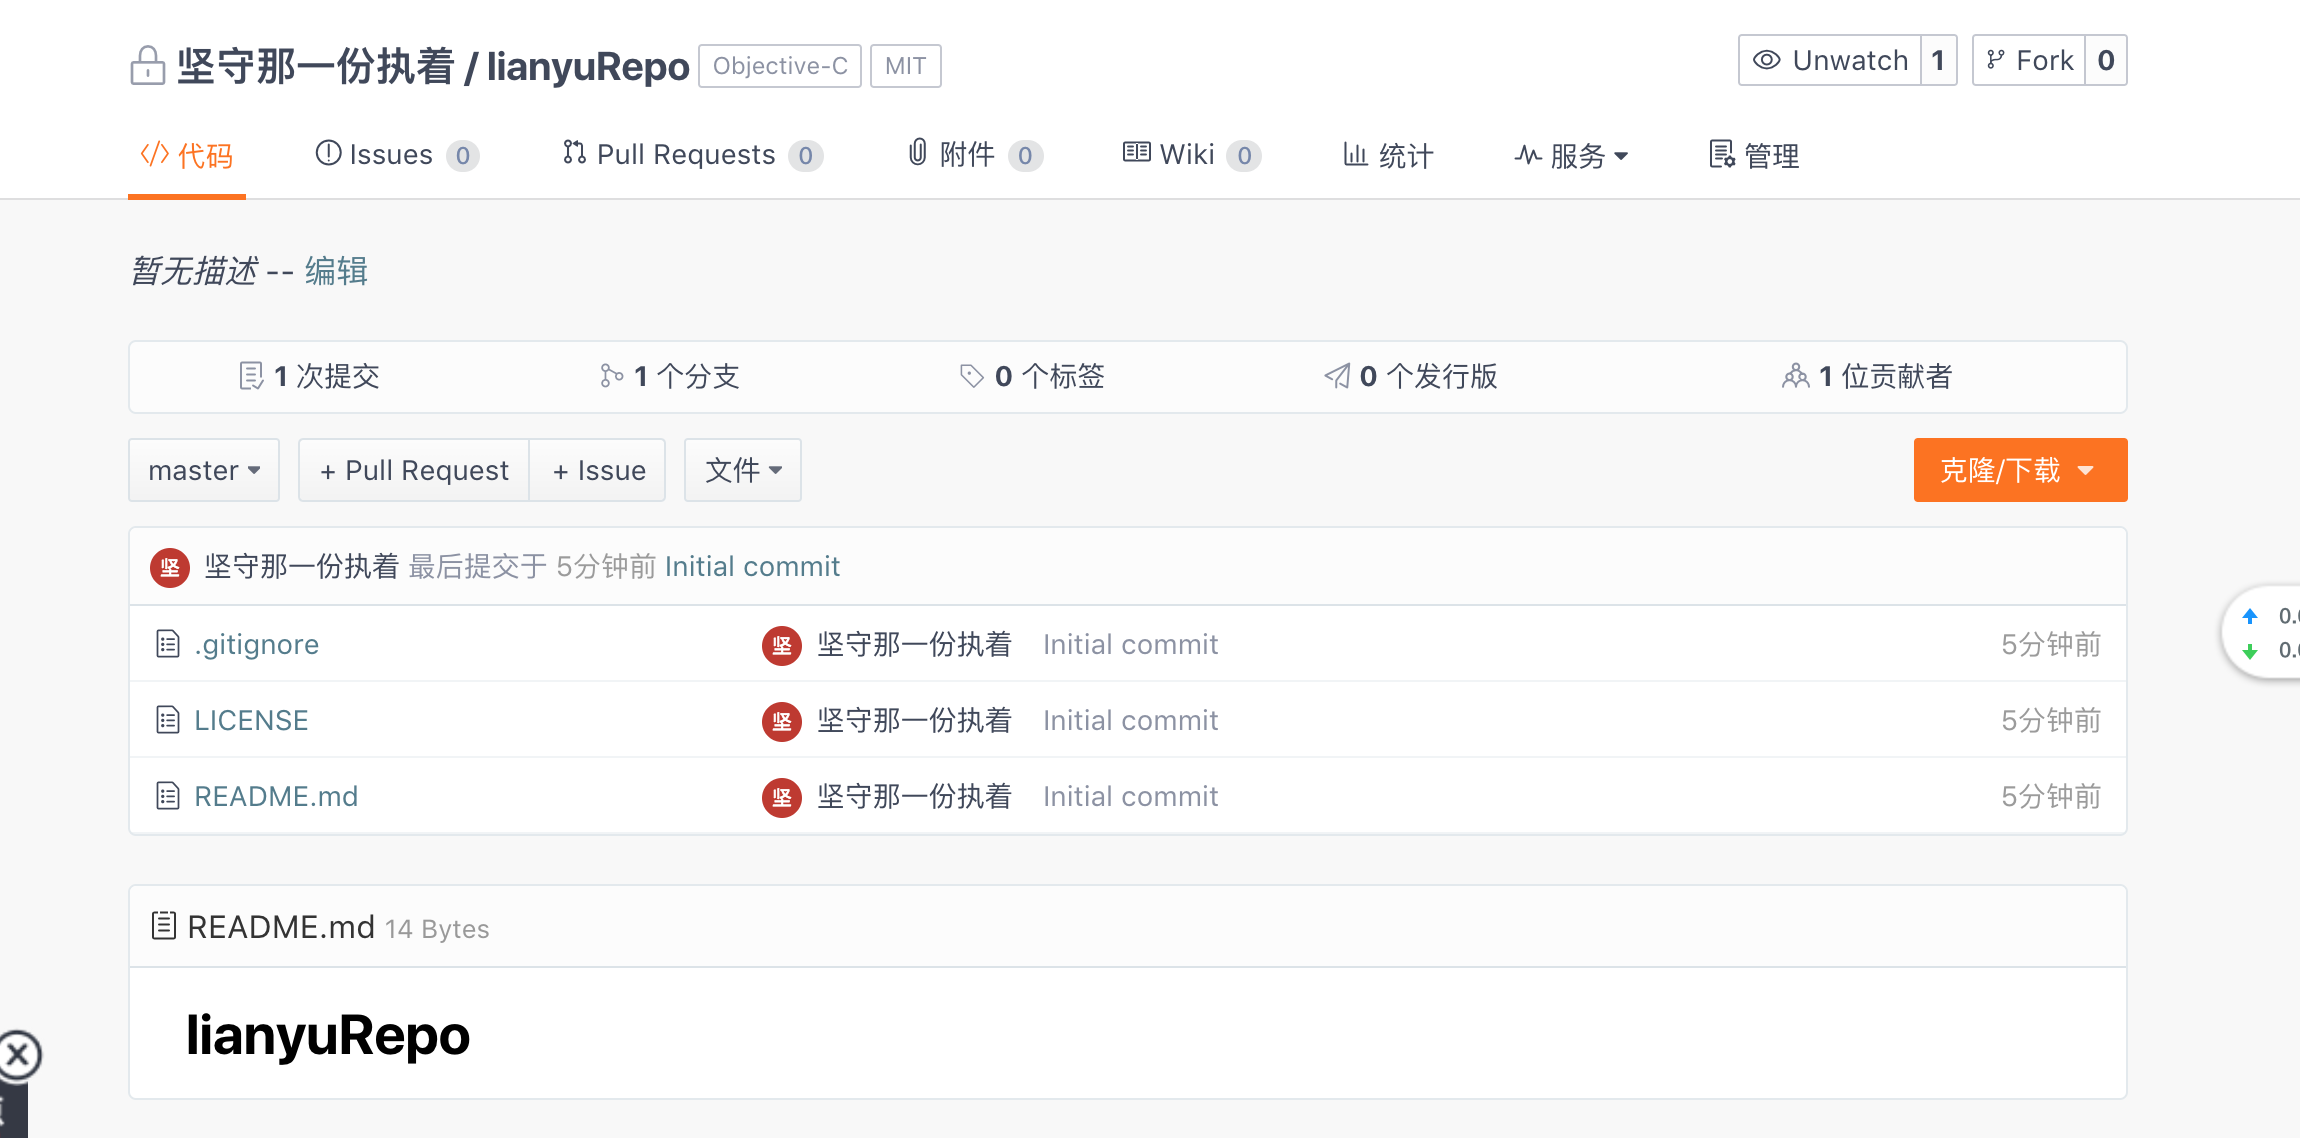 坚守那一份执着 / lianyuRepo Objective-C MIT Unwatch 1 Fork 0
代码 Issues 0 Pull Requests 0 附件 0 Wiki 0 统计 服务 管理
暂无描述 -- 编辑
1 次提交 1 个分支 0 个标签 0 个发行版 1 位贡献者
master + Pull Request + Issue 文件 克隆/下载
坚 坚守那一份执着 最后提交于 5分钟前 Initial commit
.gitignore 坚 坚守那一份执着 Initial commit 5分钟前
LICENSE 坚 坚守那一份执着 Initial commit 5分钟前
README.md 坚 坚守那一份执着 Initial commit 5分钟前
README.md 14 Bytes
lianyuRepo